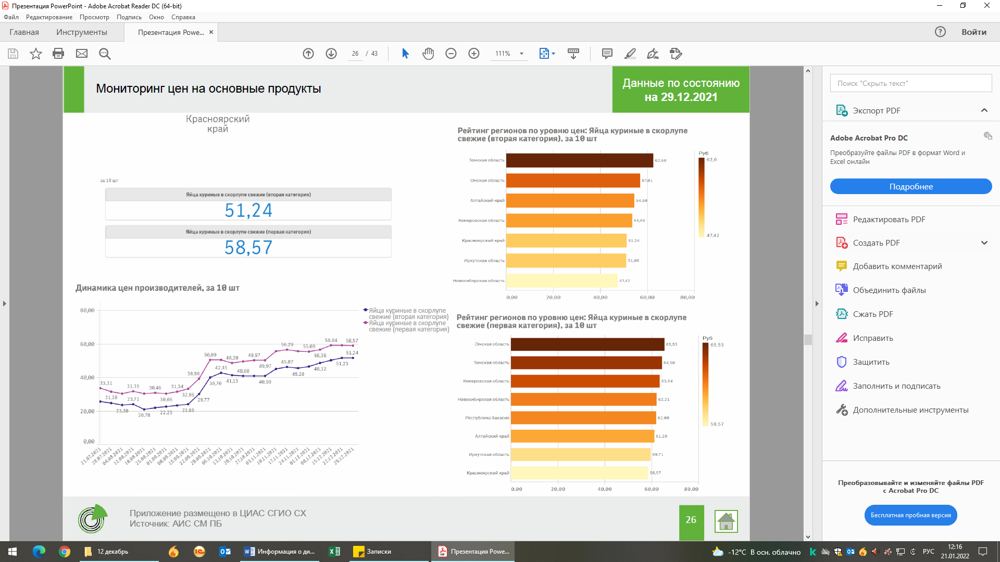 Презентация PowerPoint - Adobe Acrobat Reader DC (64-bit)
Файл Редактирование Просмотр Подпись Окно Справка
Главная Инструменты Презентация Powe... × ? Войти
26 / 43 111%
Мониторинг цен на основные продукты
Данные по состоянию
на 29.12.2021
Красноярский
край
за 10 шт
Яйца куриные в скорлупе свежие (вторая категория)
51,24
Яйца куриные в скорлупе свежие (первая категория)
58,57
Динамика цен производителей, за 10 шт
Яйца куриные в скорлупе
свежие (вторая категория)
Яйца куриные в скорлупе
свежие (первая категория)
80,00
60,00
40,00
20,00
0,00
33,31 31,35 30,46 31,34 38,96 50,09 48,28 49,97 56,29 55,09 58,84 58,57
30,06 32,86 49,97 56,36
31,28 23,71 42,45 40,60 45,87 51,24
23,38 20,78 22,25 23,85 29,77 39,70 41,13 40,59 45,20 48,32 51,23
21.07.2021 28.07.2021 04.08.2021 11.08.2021 18.08.2021 25.08.2021 01.09.2021 08.09.2021 15.09.2021 22.09.2021 29.09.2021 06.10.2021 13.10.2021 20.10.2021 27.10.2021 03.11.2021 10.11.2021 17.11.2021 24.11.2021 01.12.2021 08.12.2021 15.12.2021 22.12.2021 29.12.2021
Рейтинг регионов по уровню цен: Яйца куриные в скорлупе
свежие (вторая категория), за 10 шт
Томская область 62,60
Омская область 57,01
Алтайский край 54,50
Кемеровская область 53,59
Красноярский край 51,24
Иркутская область 51,08
Новосибирская область 47,42
0,00 20,00 40,00 60,00 80,00
Руб
62,6
47,42
Рейтинг регионов по уровню цен: Яйца куриные в скорлупе
свежие (первая категория), за 10 шт
Омская область 65,53
Томская область 64,50
Кемеровская область 63,54
Новосибирская область 62,21
Республика Хакасия 62,00
Алтайский край 61,20
Иркутская область 59,71
Красноярский край 58,57
0,00 20,00 40,00 60,00 80,00
Руб
65,53
58,57
Приложение размещено в ЦИАС СГИО СХ
Источник: АИС СМ ПБ
26
Поиск "Скрыть текст"
Экспорт PDF
Adobe Acrobat Pro DC
Преобразуйте файлы PDF в формат Word и
Excel онлайн
Подробнее
Редактировать PDF
Создать PDF
Добавить комментарий
Объединить файлы
Сжать PDF
Исправить
Защитить
Заполнить и подписать
Дополнительные инструменты
Преобразовывайте и изменяйте файлы PDF
с Acrobat Pro DC
Бесплатная пробная версия
12 декабрь
Информация о ди...
Записки
Презентация Powe...
-12°C В осн. облачно
РУС
12:16
21.01.2022